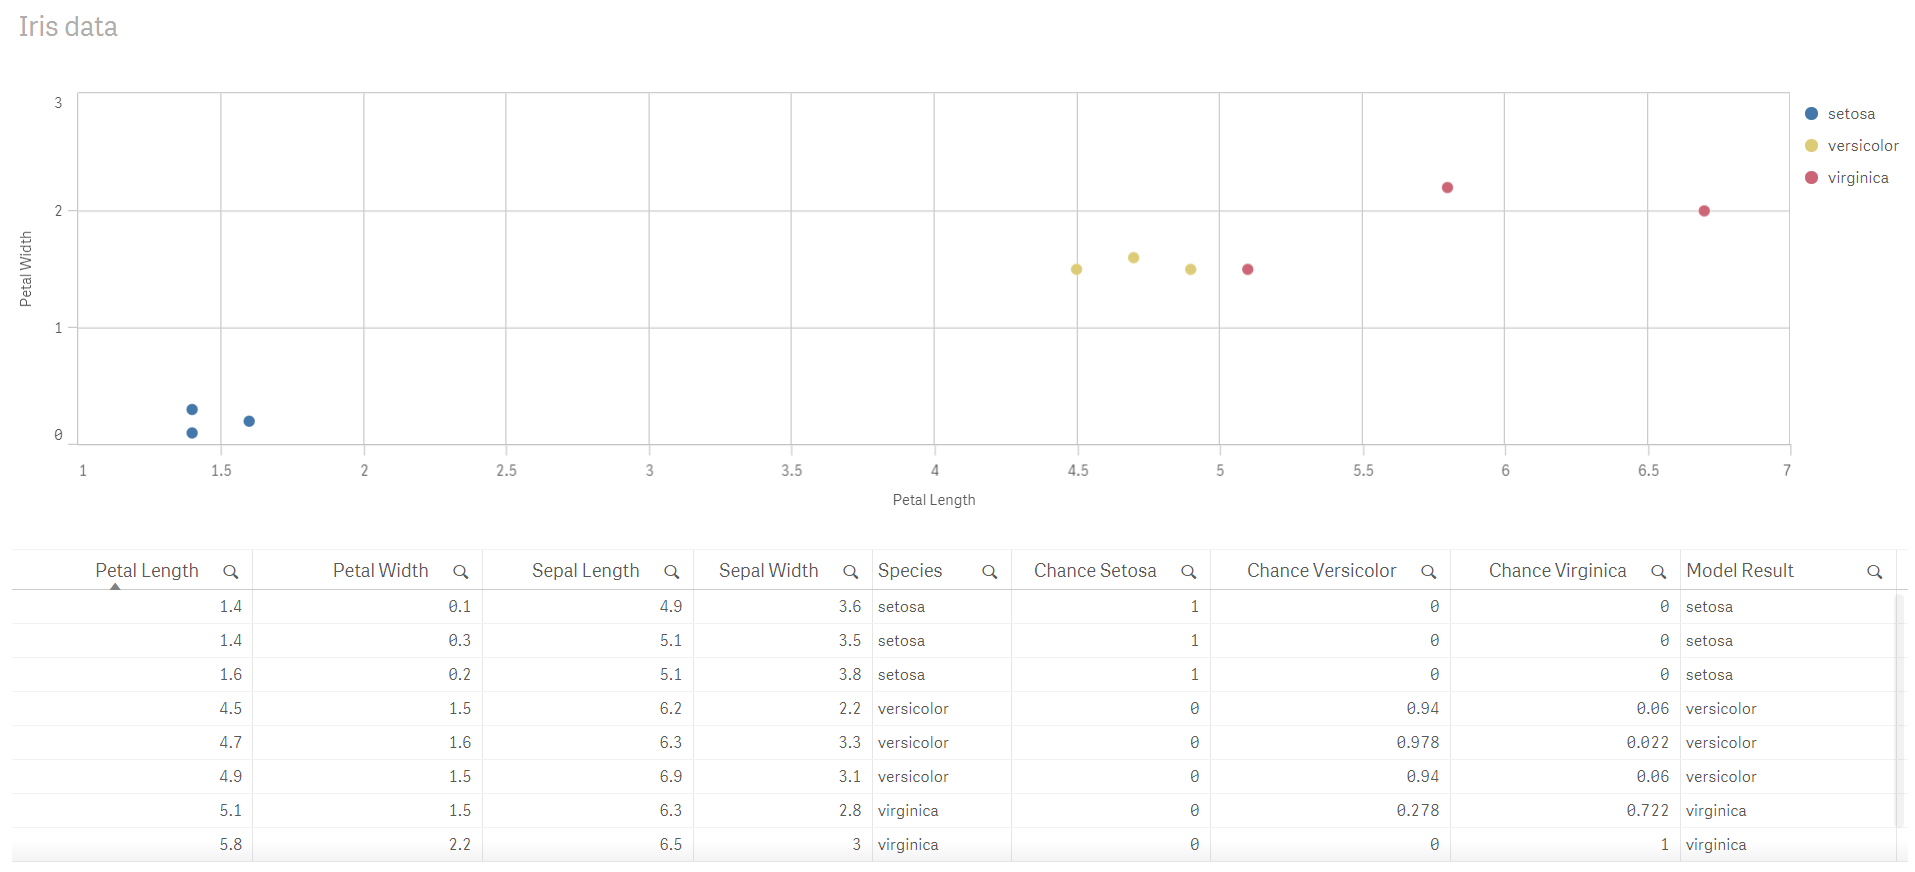 Iris data
3
2
1
0
Petal Width
1 1.5 2 2.5 3 3.5 4 4.5 5 5.5 6 6.5 7
Petal Length
setosa
versicolor
virginica
Petal Length Petal Width Sepal Length Sepal Width Species Chance Setosa Chance Versicolor Chance Virginica Model Result
1.4 0.1 4.9 3.6 setosa 1 0 0 setosa
1.4 0.3 5.1 3.5 setosa 1 0 0 setosa
1.6 0.2 5.1 3.8 setosa 1 0 0 setosa
4.5 1.5 6.2 2.2 versicolor 0 0.94 0.06 versicolor
4.7 1.6 6.3 3.3 versicolor 0 0.978 0.022 versicolor
4.9 1.5 6.9 3.1 versicolor 0 0.94 0.06 versicolor
5.1 1.5 6.3 2.8 virginica 0 0.278 0.722 virginica
5.8 2.2 6.5 3 virginica 0 0 1 virginica